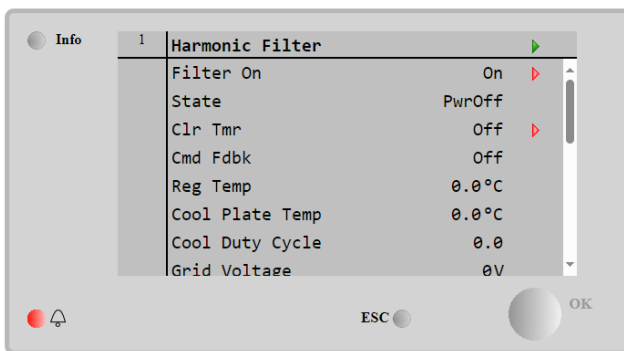 Info
1 Harmonic Filter
Filter On On
State PwrOff
Clr Tmr Off
Cmd Fdbk Off
Reg Temp 0.0°C
Cool Plate Temp 0.0°C
Cool Duty Cycle 0.0
Grid Voltage 0V
ESC
OK